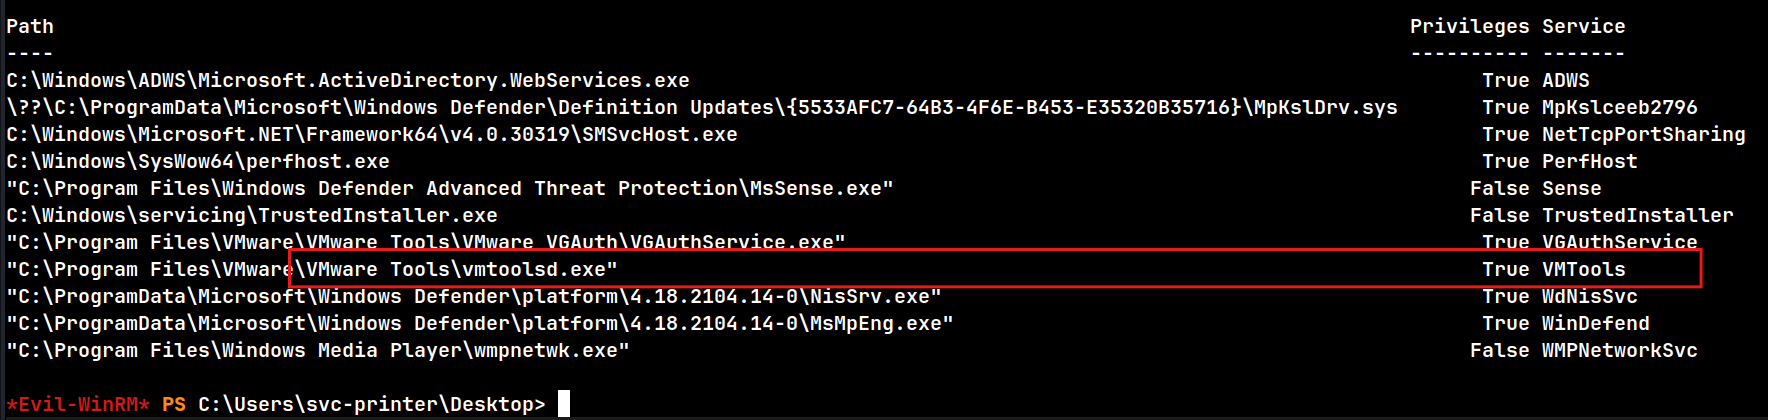 Path Privileges Service
---- ---------- -------
C:\Windows\ADWS\Microsoft.ActiveDirectory.WebServices.exe True ADWS
\??\C:\ProgramData\Microsoft\Windows Defender\Definition Updates\{5533AFC7-64B3-4F6E-B453-E35320B35716}\MpKslDrv.sys True MpKslceeb2796
C:\Windows\Microsoft.NET\Framework64\v4.0.30319\SMSvcHost.exe True NetTcpPortSharing
C:\Windows\SysWow64\perfhost.exe True PerfHost
"C:\Program Files\Windows Defender Advanced Threat Protection\MsSense.exe" False Sense
C:\Windows\servicing\TrustedInstaller.exe False TrustedInstaller
"C:\Program Files\VMware\VMware Tools\VMware VGAuth\VGAuthService.exe" True VGAuthService
"C:\Program Files\VMware\VMware Tools\vmtoolsd.exe" True VMTools
"C:\ProgramData\Microsoft\Windows Defender\platform\4.18.2104.14-0\NisSrv.exe" True WdNisSvc
"C:\ProgramData\Microsoft\Windows Defender\platform\4.18.2104.14-0\MsMpEng.exe" True WinDefend
"C:\Program Files\Windows Media Player\wmpnetwk.exe" False WMPNetworkSvc
*Evil-WinRM* PS C:\Users\svc-printer\Desktop>